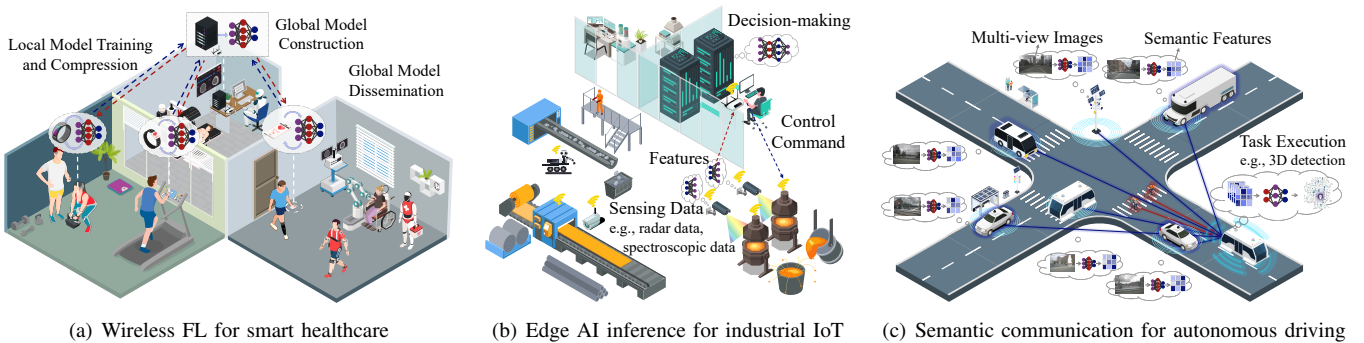 Local Model Training
and Compression
Global Model
Construction
Global Model
Dissemination
(a) Wireless FL for smart healthcare
Decision-making
Control
Command
Features
Sensing Data
e.g., radar data,
spectroscopic data
(b) Edge AI inference for industrial IoT
Multi-view Images
Semantic Features
Task Execution
e.g., 3D detection
(c) Semantic communication for autonomous driving